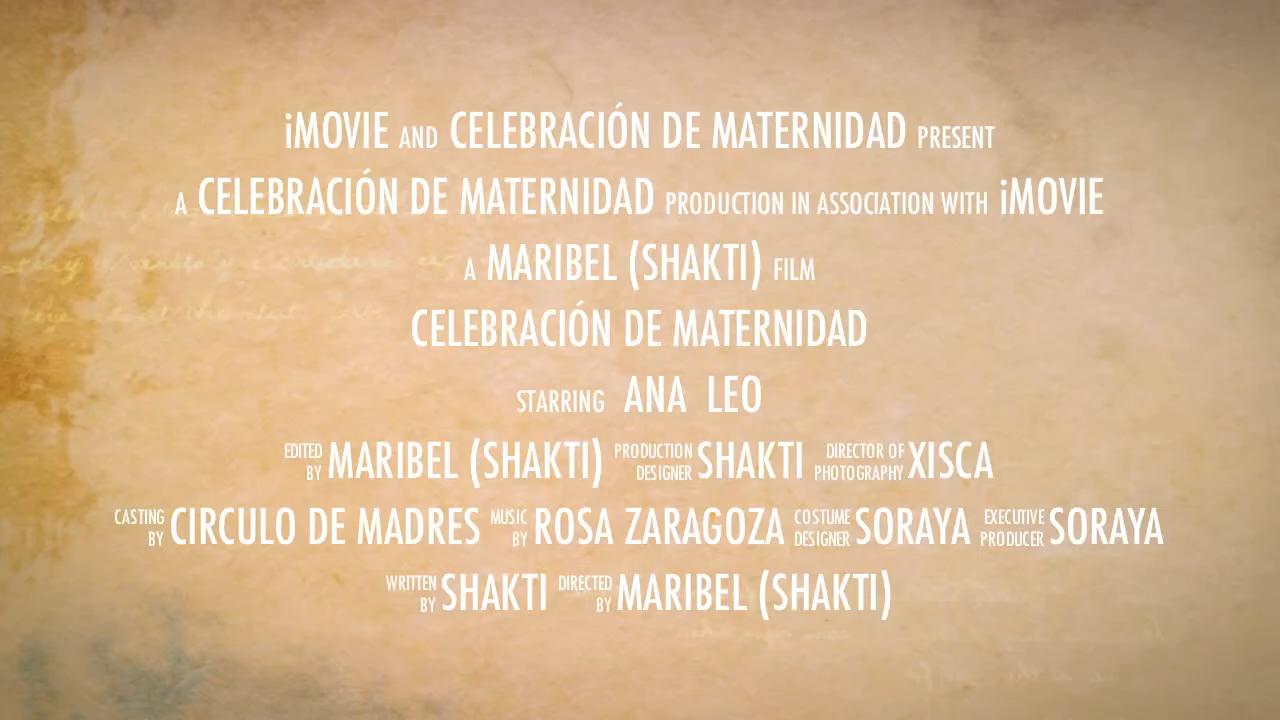 iMOVIE AND CELEBRACIÓN DE MATERNIDAD PRESENT
A CELEBRACIÓN DE MATERNIDAD PRODUCTION IN ASSOCIATION WITH iMOVIE
A MARIBEL (SHAKTI) FILM
CELEBRACIÓN DE MATERNIDAD
STARRING ANA LEO
EDITED BY MARIBEL (SHAKTI) PRODUCTION DESIGNER SHAKTI DIRECTOR OF PHOTOGRAPHY XISCA
CASTING BY CIRCULO DE MADRES MUSIC BY ROSA ZARAGOZA COSTUME DESIGNER SORAYA EXECUTIVE PRODUCER SORAYA
WRITTEN BY SHAKTI DIRECTED BY MARIBEL (SHAKTI)